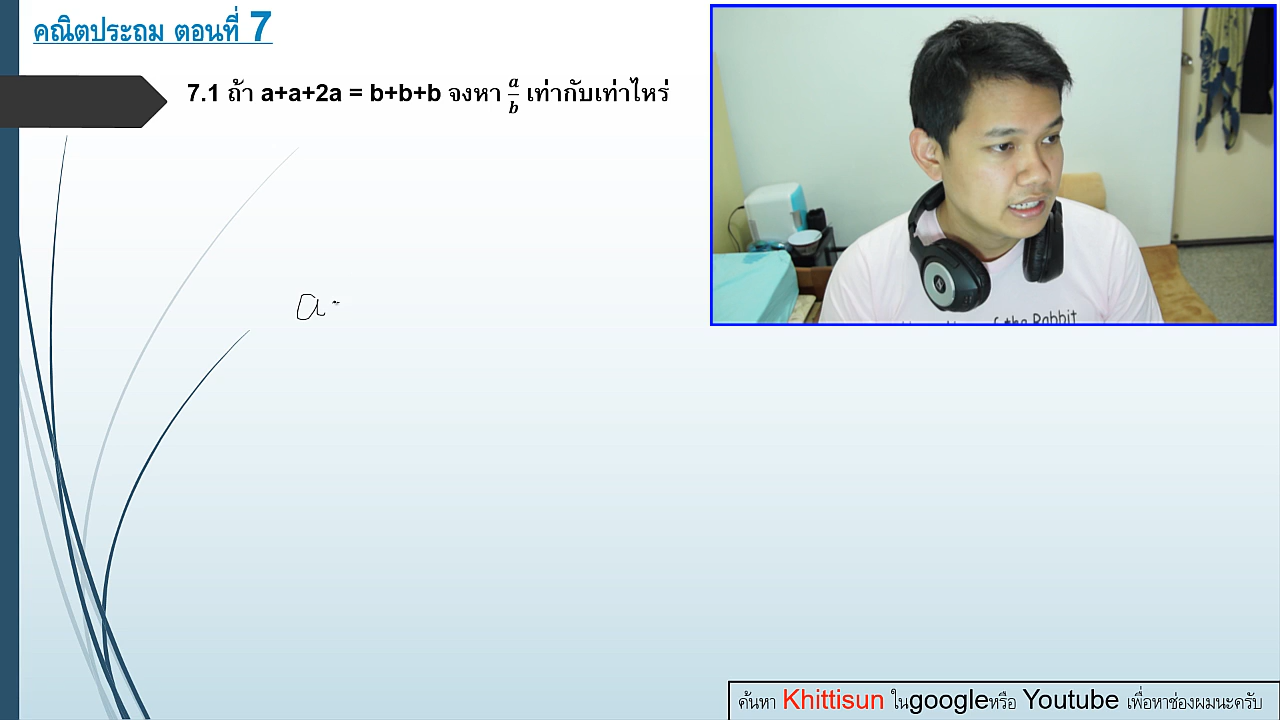 คณิตประถม ตอนที่ 7
7.1 ถ้า a+a+2a = b+b+b จงหา a/b เท่ากับเท่าไหร่
a
of the Rabbit
ค้นหา Khittisun ในgoogleหรือ Youtube เพื่อหาช่องผมนะครับ